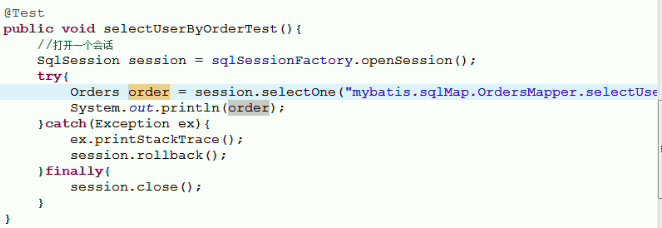 @Test
public void selectUserByOrderTest(){
//打开一个会话
SqlSession session = sqlSessionFactory.openSession();
try{
Orders order = session.selectOne("mybatis.sqlMap.OrdersMapper.selectUse
System.out.println(order);
}catch(Exception ex){
ex.printStackTrace();
session.rollback();
}finally{
session.close();
}
}